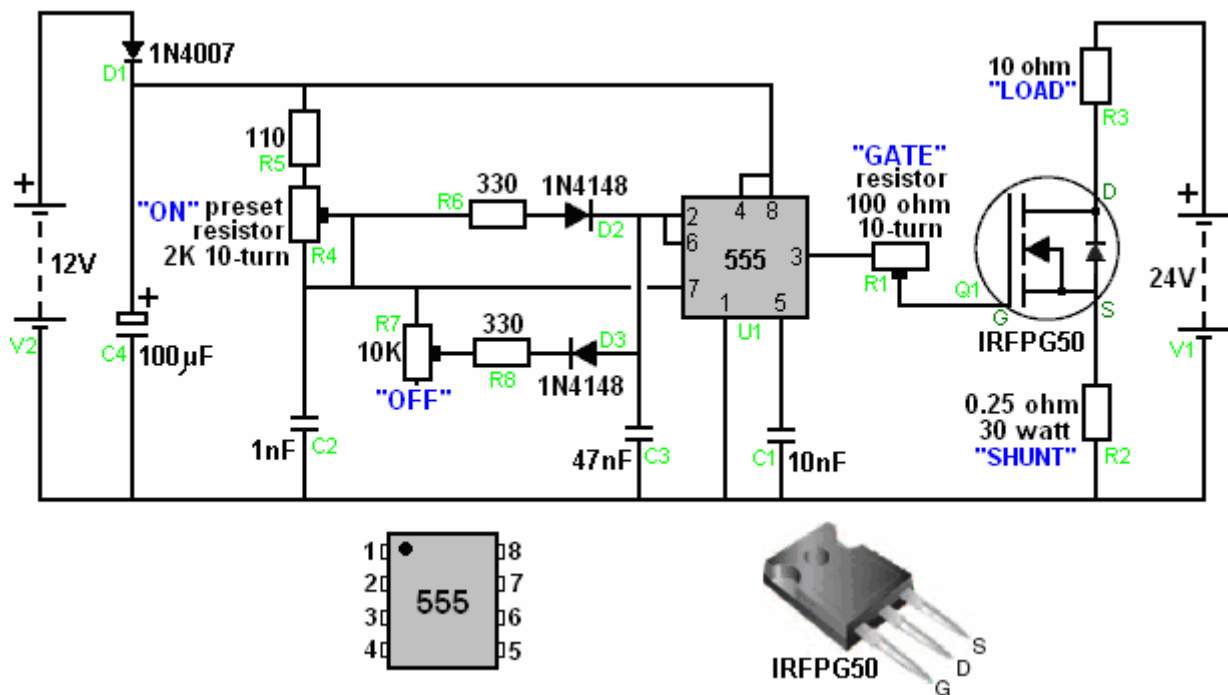 1N4007
D1
+
12V
V2
+
C4
100µF
110
R5
"ON" preset
resistor
2K 10-turn
R4
330
R6
1N4148
D2
R7
10K
"OFF"
330
R8
D3
1N4148
1nF
C2
47nF
C3
2
6
7
4
8
555
3
1
5
U1
C1
10nF
"GATE"
resistor
100 ohm
10-turn
R1
10 ohm
"LOAD"
R3
D
Q1
G
S
IRFPG50
+
24V
V1
0.25 ohm
30 watt
"SHUNT"
R2
1
2
3
4
555
8
7
6
5
IRFPG50
S
D
G